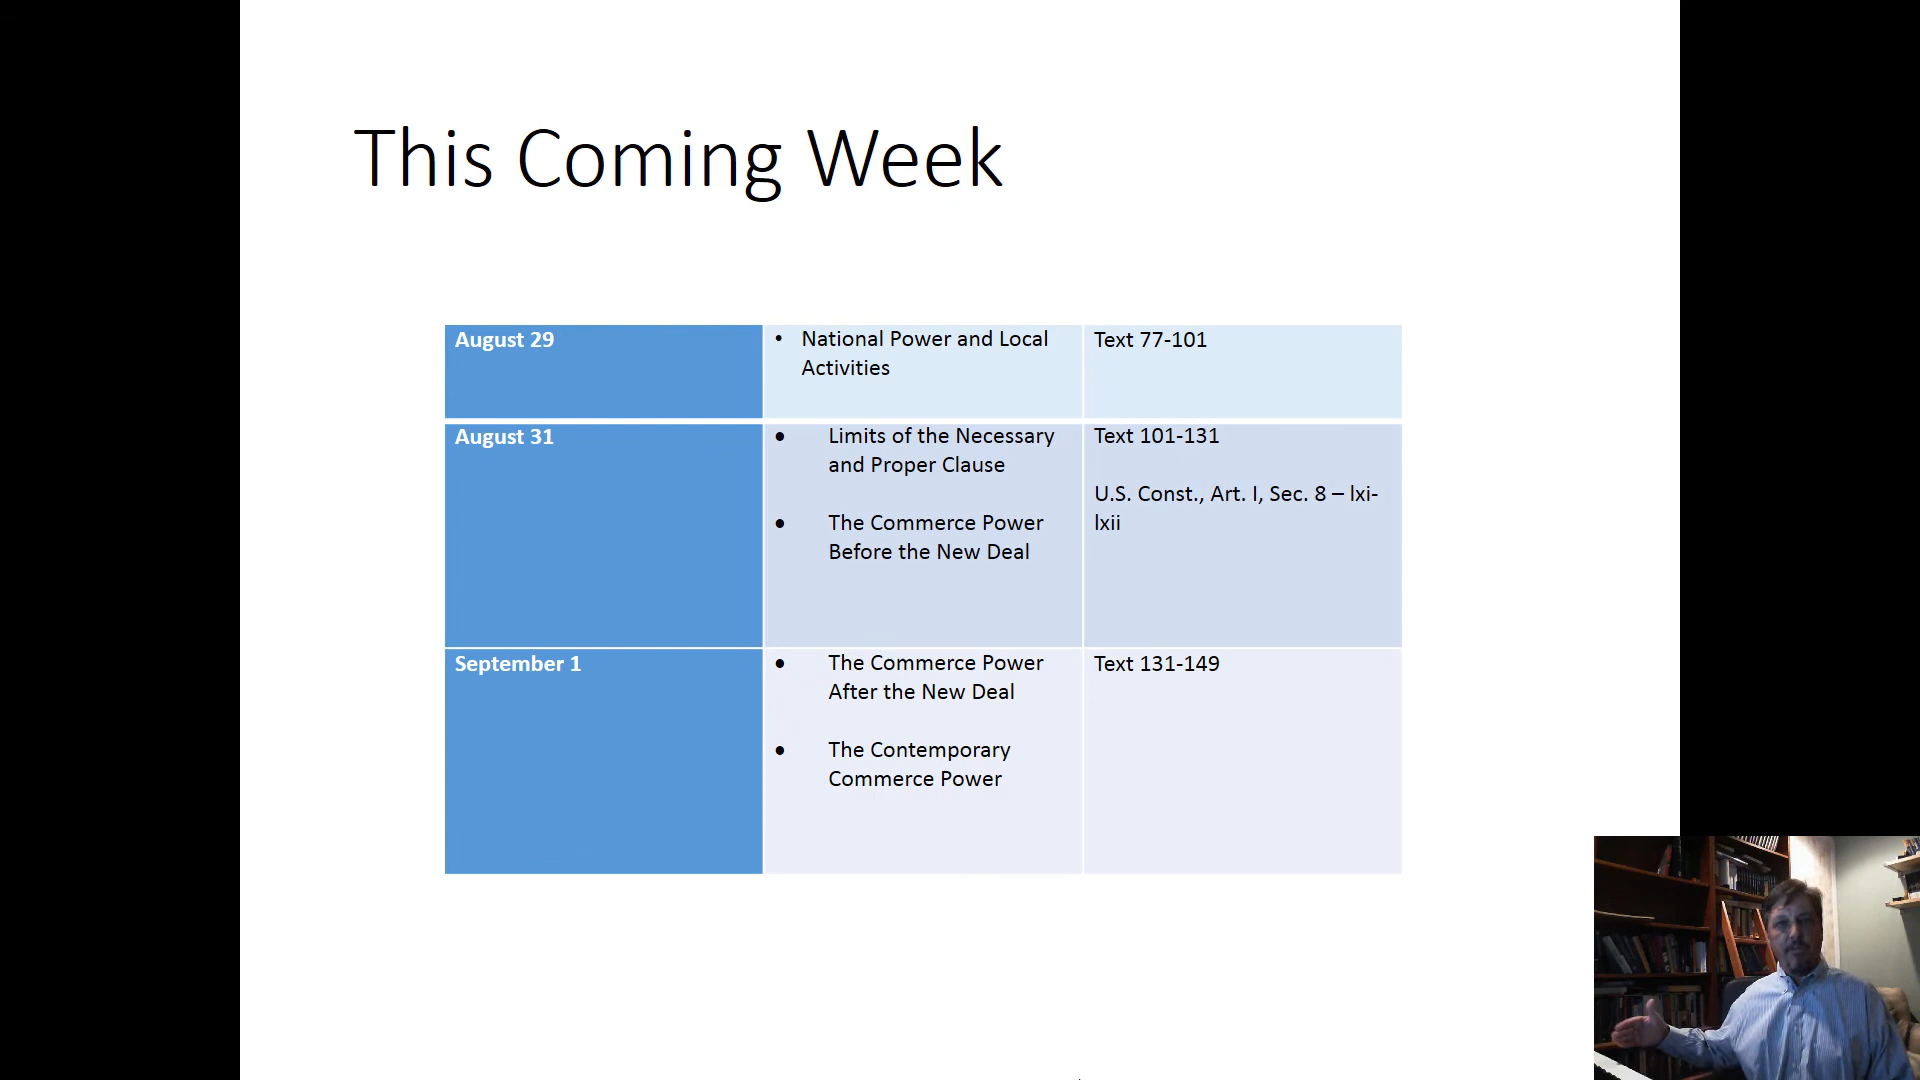 This Coming Week
August 29
• National Power and Local
Activities
Text 77-101
August 31
• Limits of the Necessary
and Proper Clause
• The Commerce Power
Before the New Deal
Text 101-131
U.S. Const., Art. I, Sec. 8 – lxi-
lxii
September 1
• The Commerce Power
After the New Deal
• The Contemporary
Commerce Power
Text 131-149